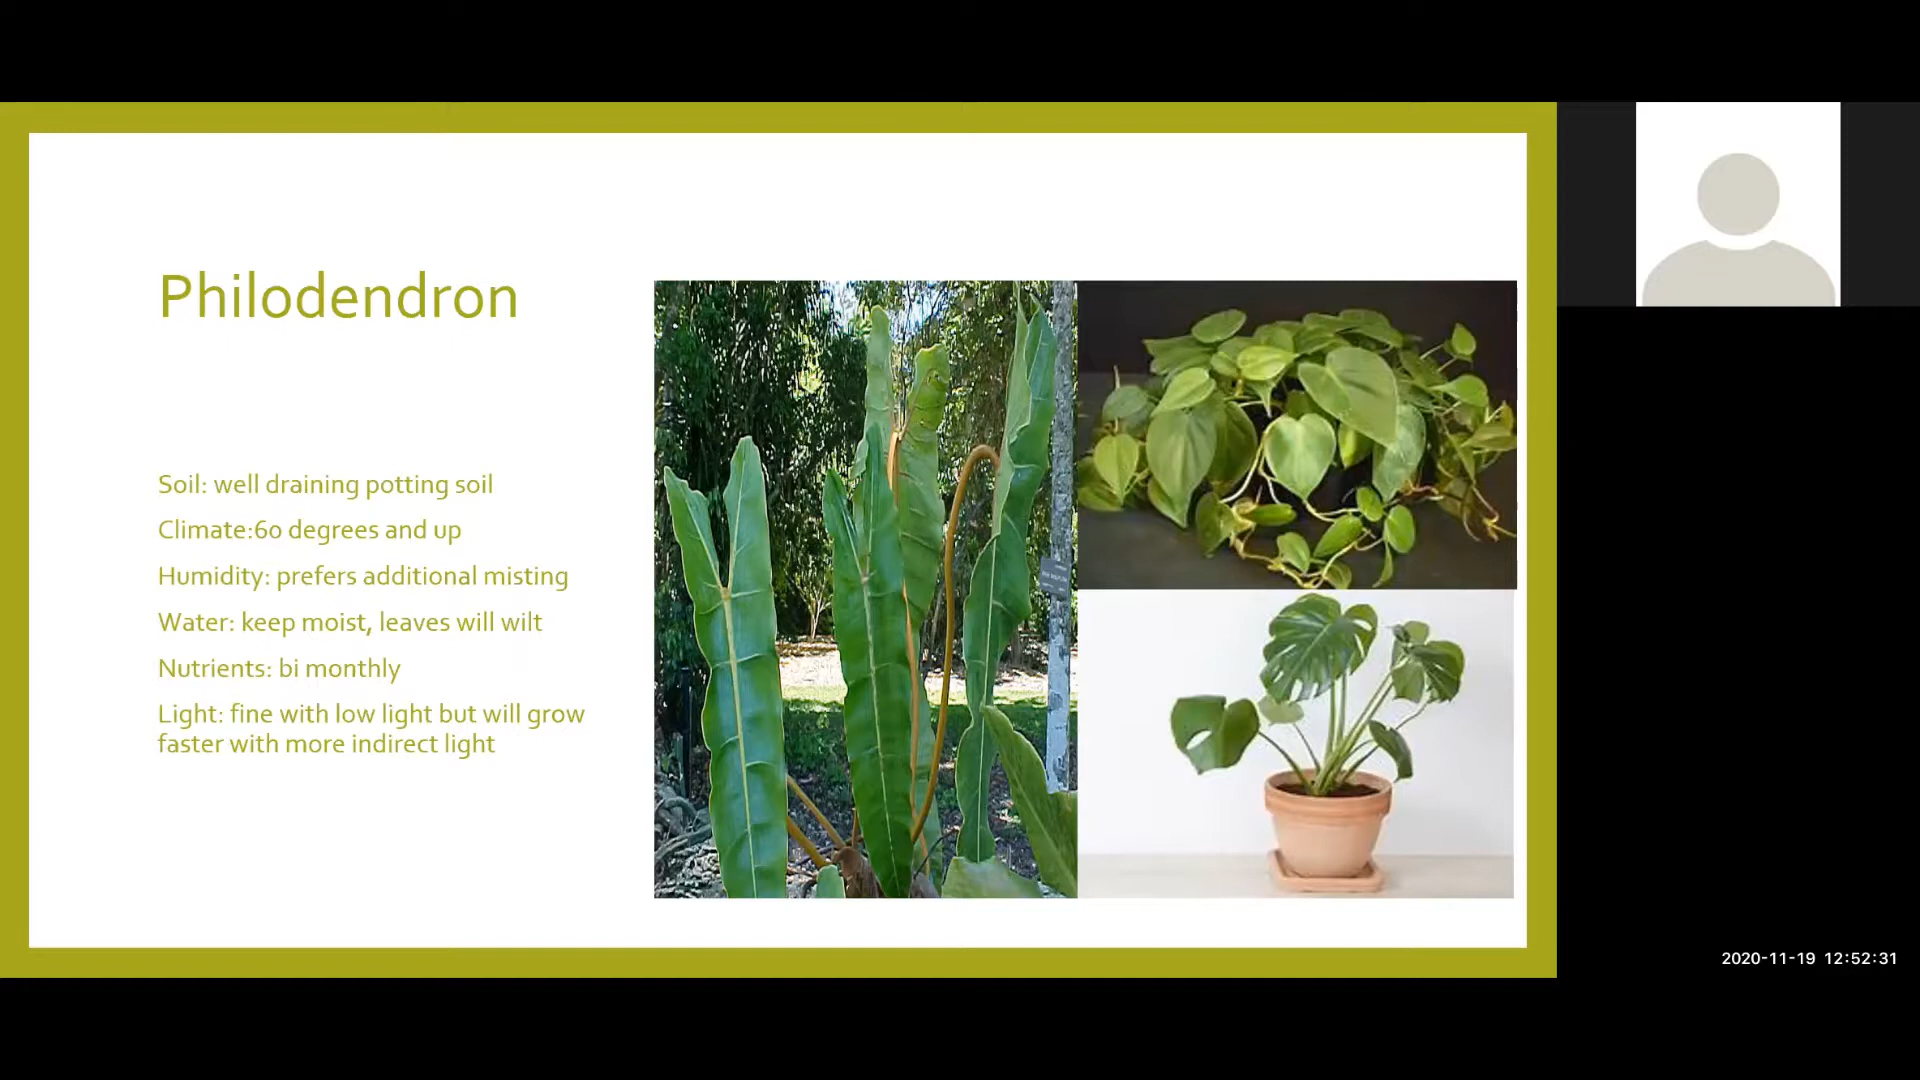 Philodendron
Soil: well draining potting soil
Climate:60 degrees and up
Humidity: prefers additional misting
Water: keep moist, leaves will wilt
Nutrients: bi monthly
Light: fine with low light but will grow
faster with more indirect light
2020-11-19 12:52:31